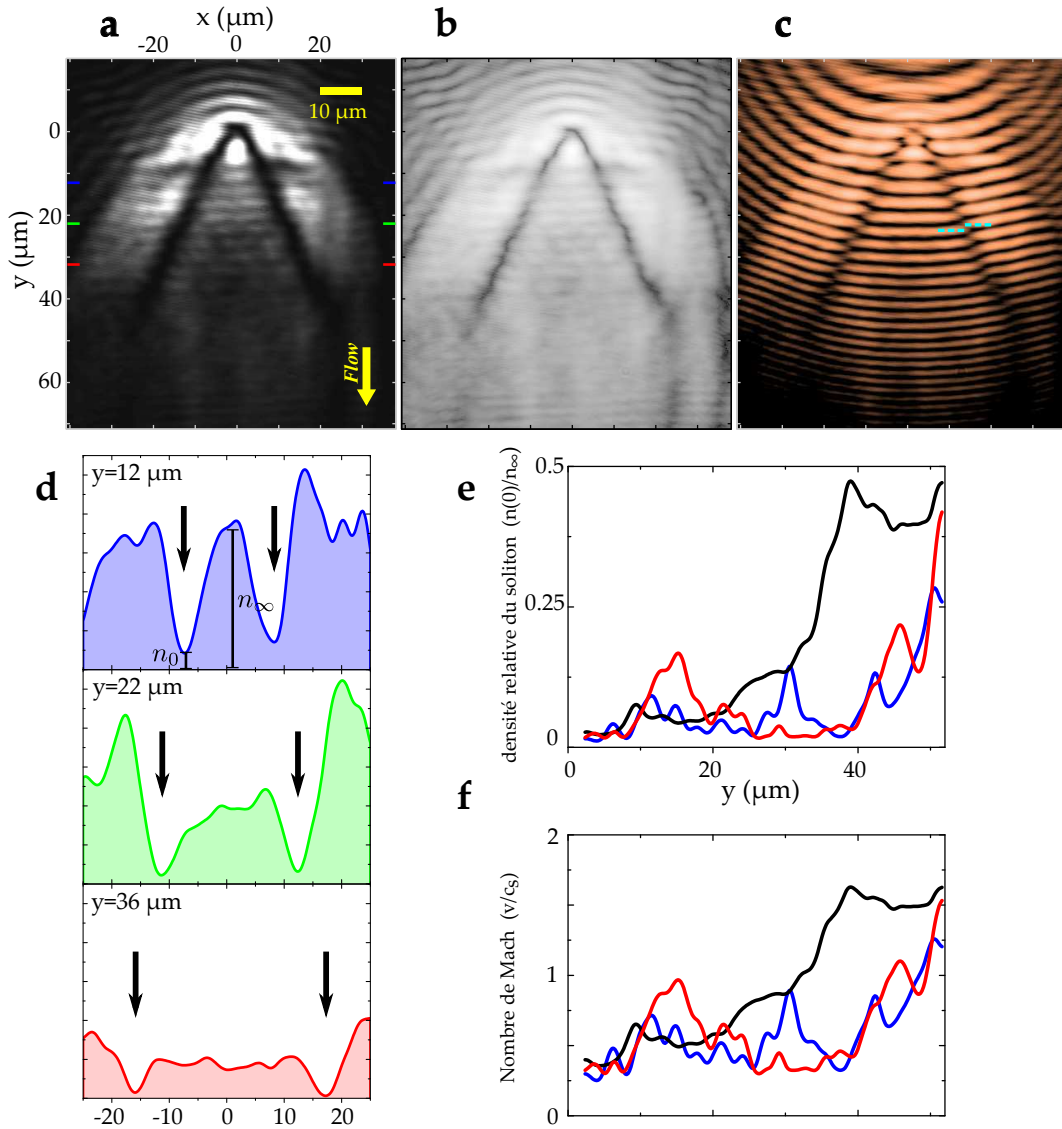 a
b
c
x (μm)
-20 0 20
10 μm
y (μm)
0
20
40
60
Flow
d
y=12 μm
n∞
n0
y=22 μm
y=36 μm
-20 -10 0 10 20
e
densité relative du soliton (n(0)/n∞)
0.5
0.25
0
0 20 40
y (μm)
f
Nombre de Mach (v/cs)
2
1
0